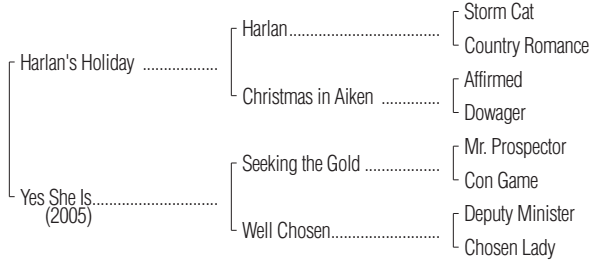 Storm Cat
Harlan....................................
Country Romance
Harlan's Holiday ..................
Affirmed
Christmas in Aiken ..............
Dowager
Mr. Prospector
Seeking the Gold ..................
Con Game
Yes She Is..............................
(2005)
Deputy Minister
Well Chosen..........................
Chosen Lady